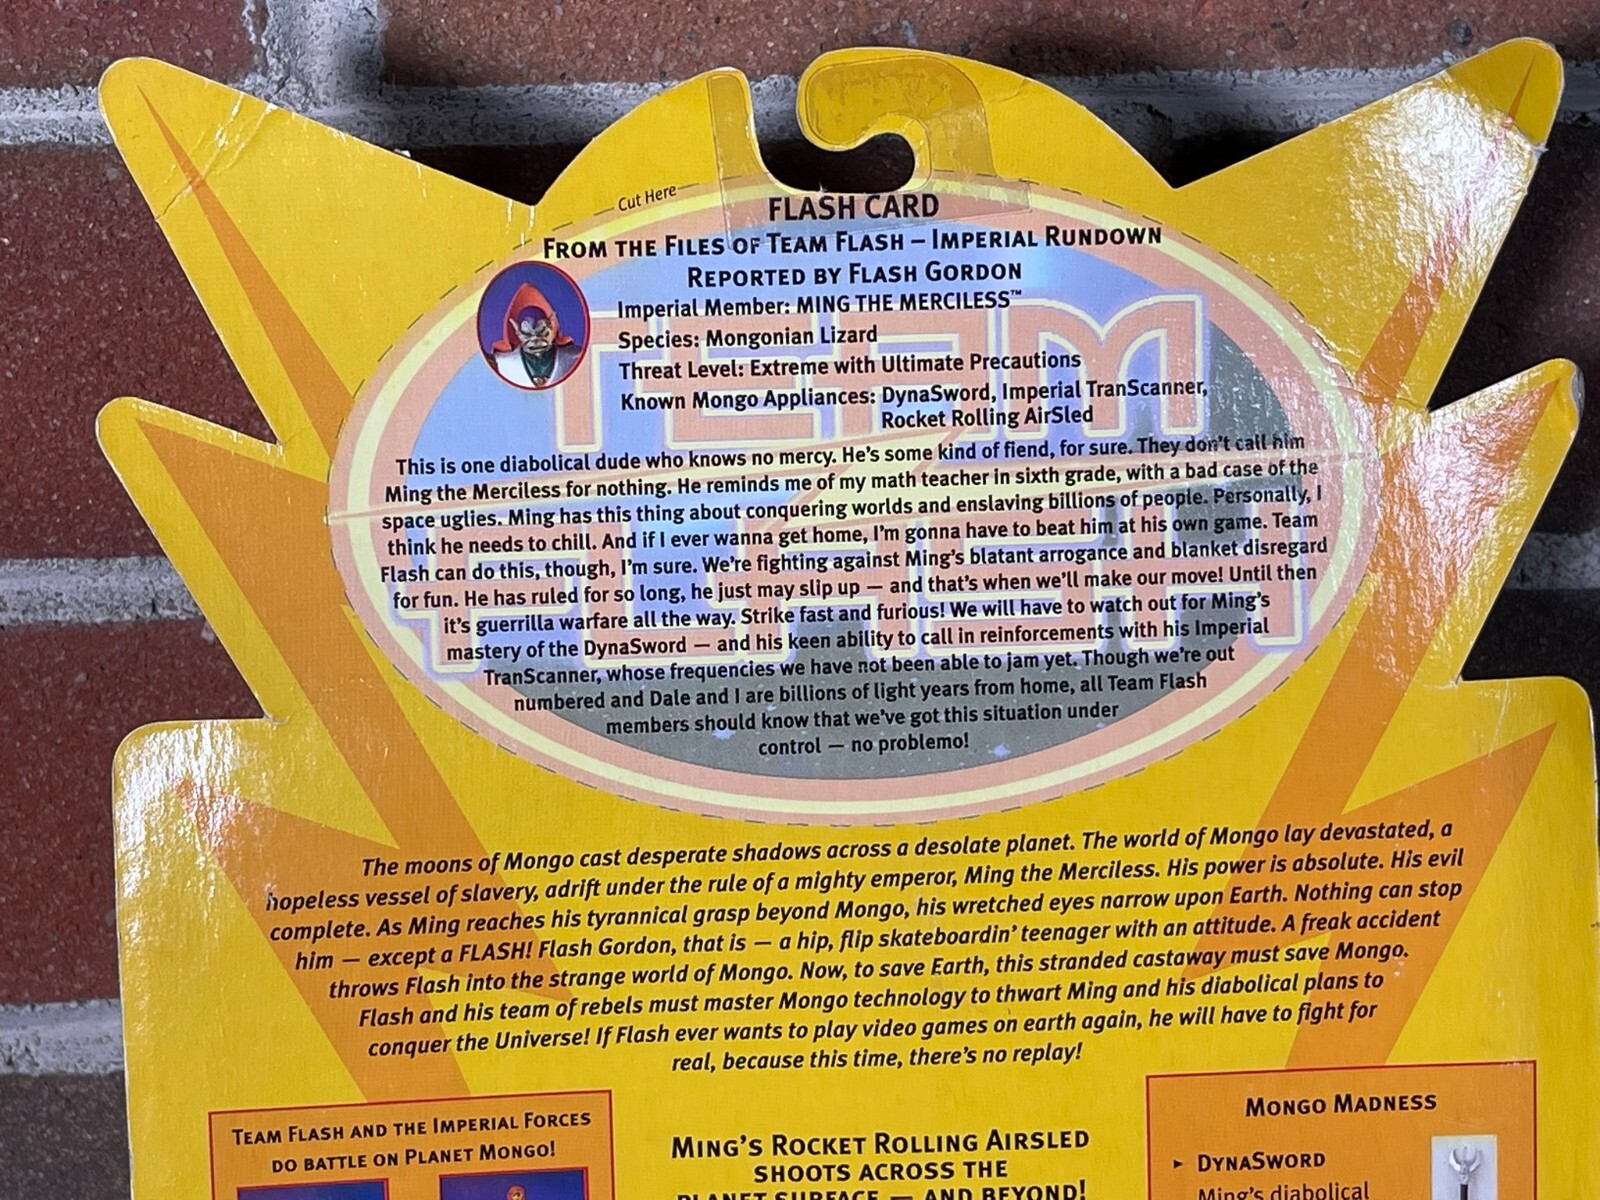 Cut Here
FLASH CARD
FROM THE FILES OF TEAM FLASH – IMPERIAL RUNDOWN
REPORTED BY FLASH GORDON
Imperial Member: MING THE MERCILESS™
Species: Mongonian Lizard
Threat Level: Extreme with Ultimate Precautions
Known Mongo Appliances: DynaSword, Imperial TranScanner,
Rocket Rolling AirSled
This is one diabolical dude who knows no mercy. He's some kind of fiend, for sure. They don't call him
Ming the Merciless for nothing. He reminds me of my math teacher in sixth grade, with a bad case of the
space uglies. Ming has this thing about conquering worlds and enslaving billions of people. Personally, I
think he needs to chill. And if I ever wanna get home, I'm gonna have to beat him at his own game. Team
Flash can do this, though, I'm sure. We're fighting against Ming's blatant arrogance and blanket disregard
for fun. He has ruled for so long, he just may slip up — and that's when we'll make our move! Until then
it's guerrilla warfare all the way. Strike fast and furious! We will have to watch out for Ming's
mastery of the DynaSword — and his keen ability to call in reinforcements with his Imperial
TranScanner, whose frequencies we have not been able to jam yet. Though we're out
numbered and Dale and I are billions of light years from home, all Team Flash
members should know that we've got this situation under
control — no problemo!
TEAM
FLASH
The moons of Mongo cast desperate shadows across a desolate planet. The world of Mongo lay devastated, a
hopeless vessel of slavery, adrift under the rule of a mighty emperor, Ming the Merciless. His power is absolute. His evil
complete. As Ming reaches his tyrannical grasp beyond Mongo, his wretched eyes narrow upon Earth. Nothing can stop
him — except a FLASH! Flash Gordon, that is — a hip, flip skateboardin' teenager with an attitude. A freak accident
throws Flash into the strange world of Mongo. Now, to save Earth, this stranded castaway must save Mongo.
Flash and his team of rebels must master Mongo technology to thwart Ming and his diabolical plans to
conquer the Universe! If Flash ever wants to play video games on earth again, he will have to fight for
real, because this time, there's no replay!
TEAM FLASH AND THE IMPERIAL FORCES
DO BATTLE ON PLANET MONGO!
MING'S ROCKET ROLLING AIRSLED
SHOOTS ACROSS THE
PLANET SURFACE — AND BEYOND!
MONGO MADNESS
► DYNASWORD
Ming's diabolical